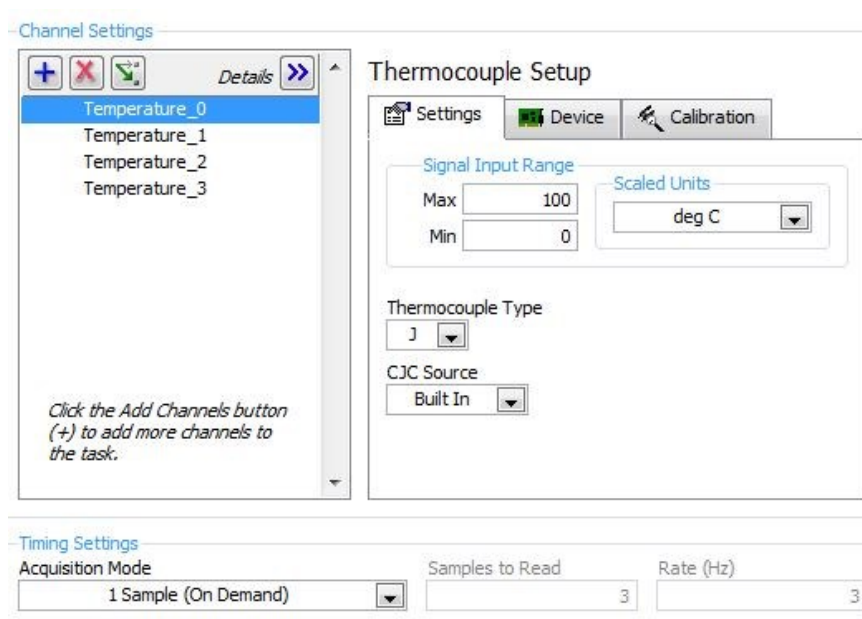 Channel Settings
Details
Temperature_0
Temperature_1
Temperature_2
Temperature_3
Click the Add Channels button
(+) to add more channels to
the task.
Thermocouple Setup
Settings
Device
Calibration
Signal Input Range
Max 100
Min 0
Scaled Units
deg C
Thermocouple Type
J
CJC Source
Built In
Timing Settings
Acquisition Mode
1 Sample (On Demand)
Samples to Read
3
Rate (Hz)
3